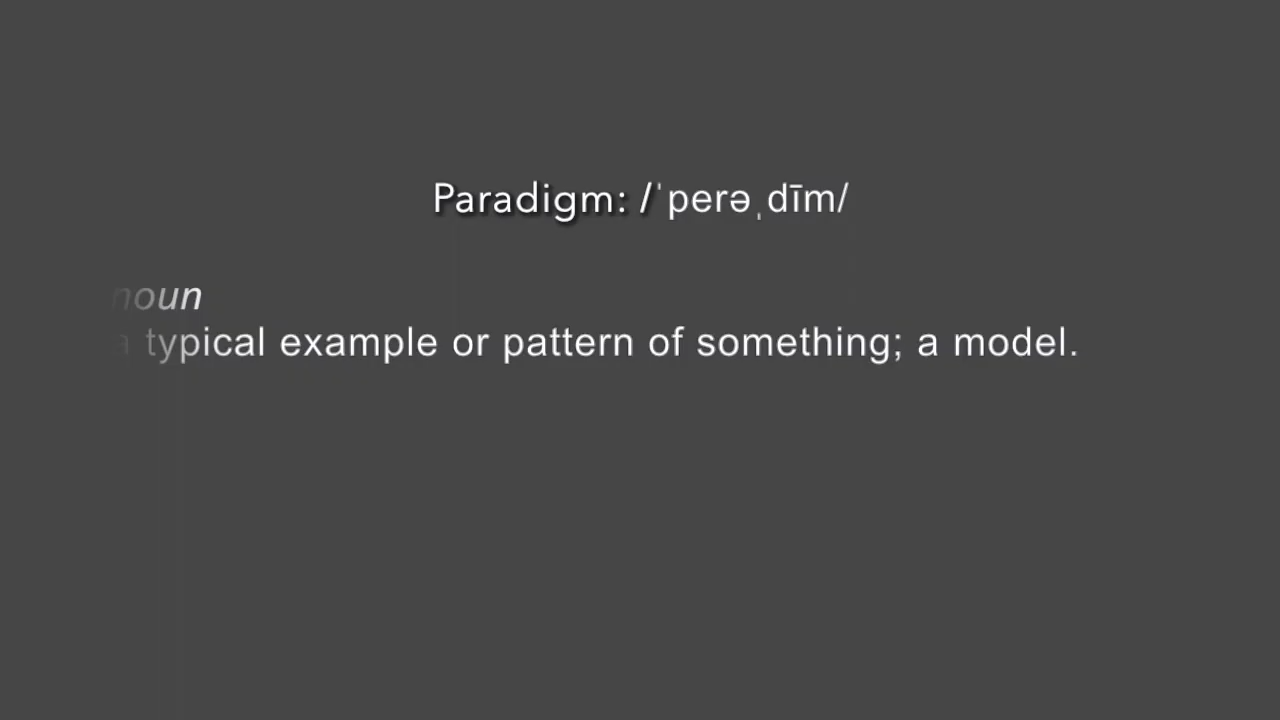 Paradigm: /ˈperəˌdīm/
noun
a typical example or pattern of something; a model.